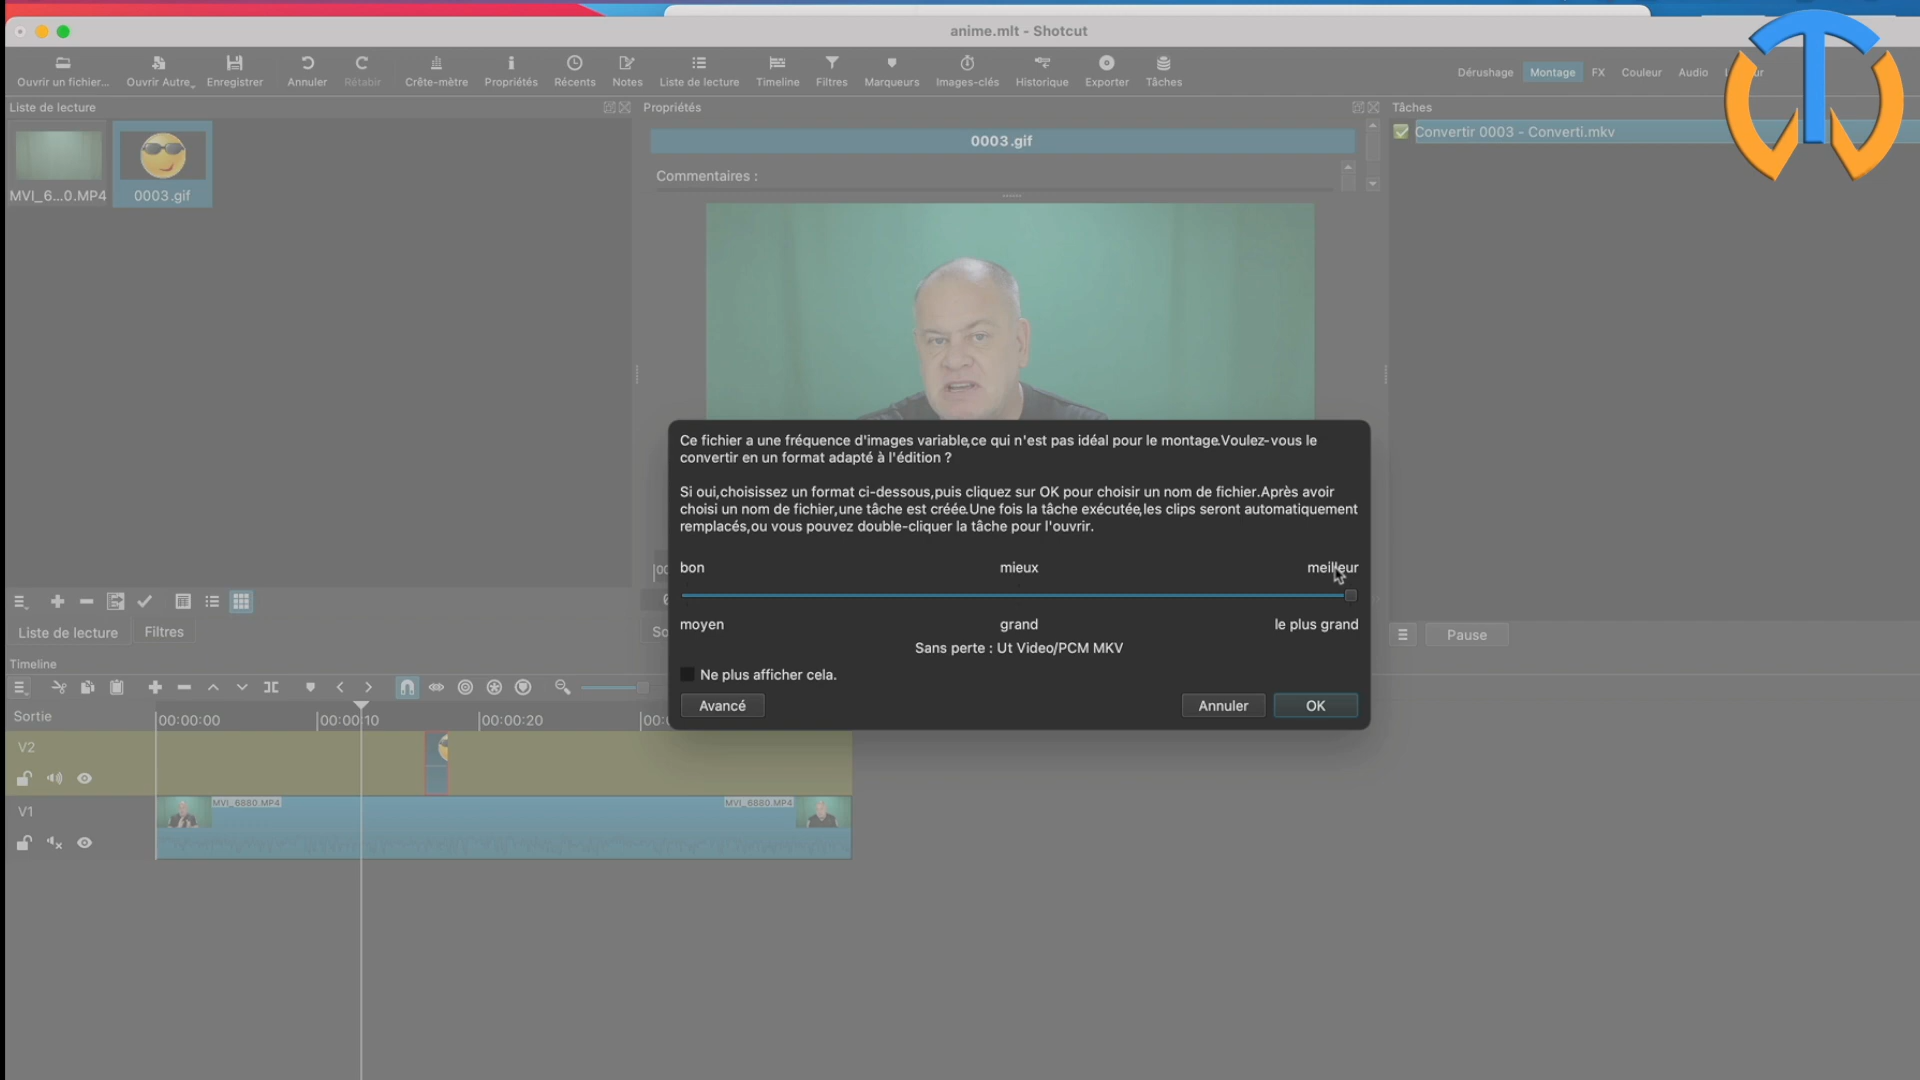 anime.mlt - Shotcut
Ouvrir un fichier...
Ouvrir Autre
Enregistrer
Annuler
Rétabir
Crête-mètre
Propriétés
Récents
Notes
Liste de lecture
Timeline
Filtres
Marqueurs
Images-clés
Historique
Exporter
Tâches
Dérushage
Montage
FX
Couleur
Audio
Liste de lecture
Propriétés
Tâches
0003.gif
Convertir 0003 - Converti.mkv
Commentaires :
MVI_6...0.MP4
0003.gif
Ce fichier a une fréquence d'images variable,ce qui n'est pas idéal pour le montage.Voulez-vous le
convertir en un format adapté à l'édition ?
Si oui,choisissez un format ci-dessous,puis cliquez sur OK pour choisir un nom de fichier.Après avoir
choisi un nom de fichier,une tâche est créée.Une fois la tâche exécutée,les clips seront automatiquement
remplacés,ou vous pouvez double-cliquer la tâche pour l'ouvrir.
bon
mieux
meilleur
moyen
grand
le plus grand
Sans perte : Ut Video/PCM MKV
Ne plus afficher cela.
Avancé
Annuler
OK
Liste de lecture
Filtres
So
Pause
Timeline
Sortie
00:00:00
00:00:10
00:00:20
00:0
V2
V1
MVI_6880.MP4
MVI_6880.MP4